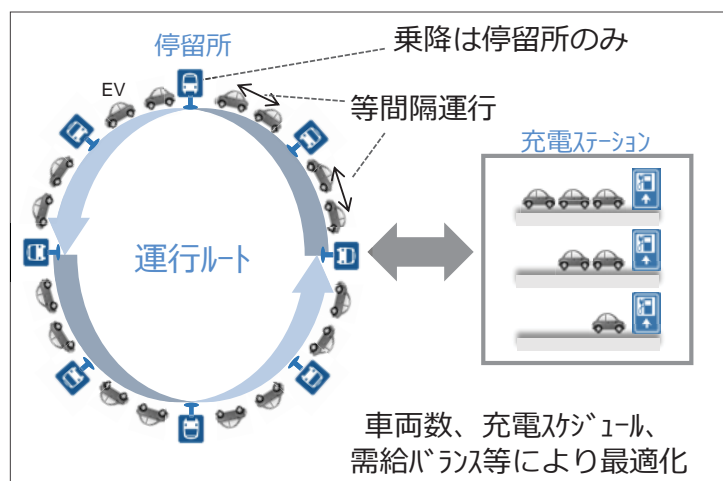 停留所
乗降は停留所のみ
EV
等間隔運行
充電ｽﾃｰｼｮﾝ
運行ﾙｰﾄ
車両数、充電ｽｹｼﾞｭｰﾙ、
需給ﾊﾞﾗﾝｽ等により最適化